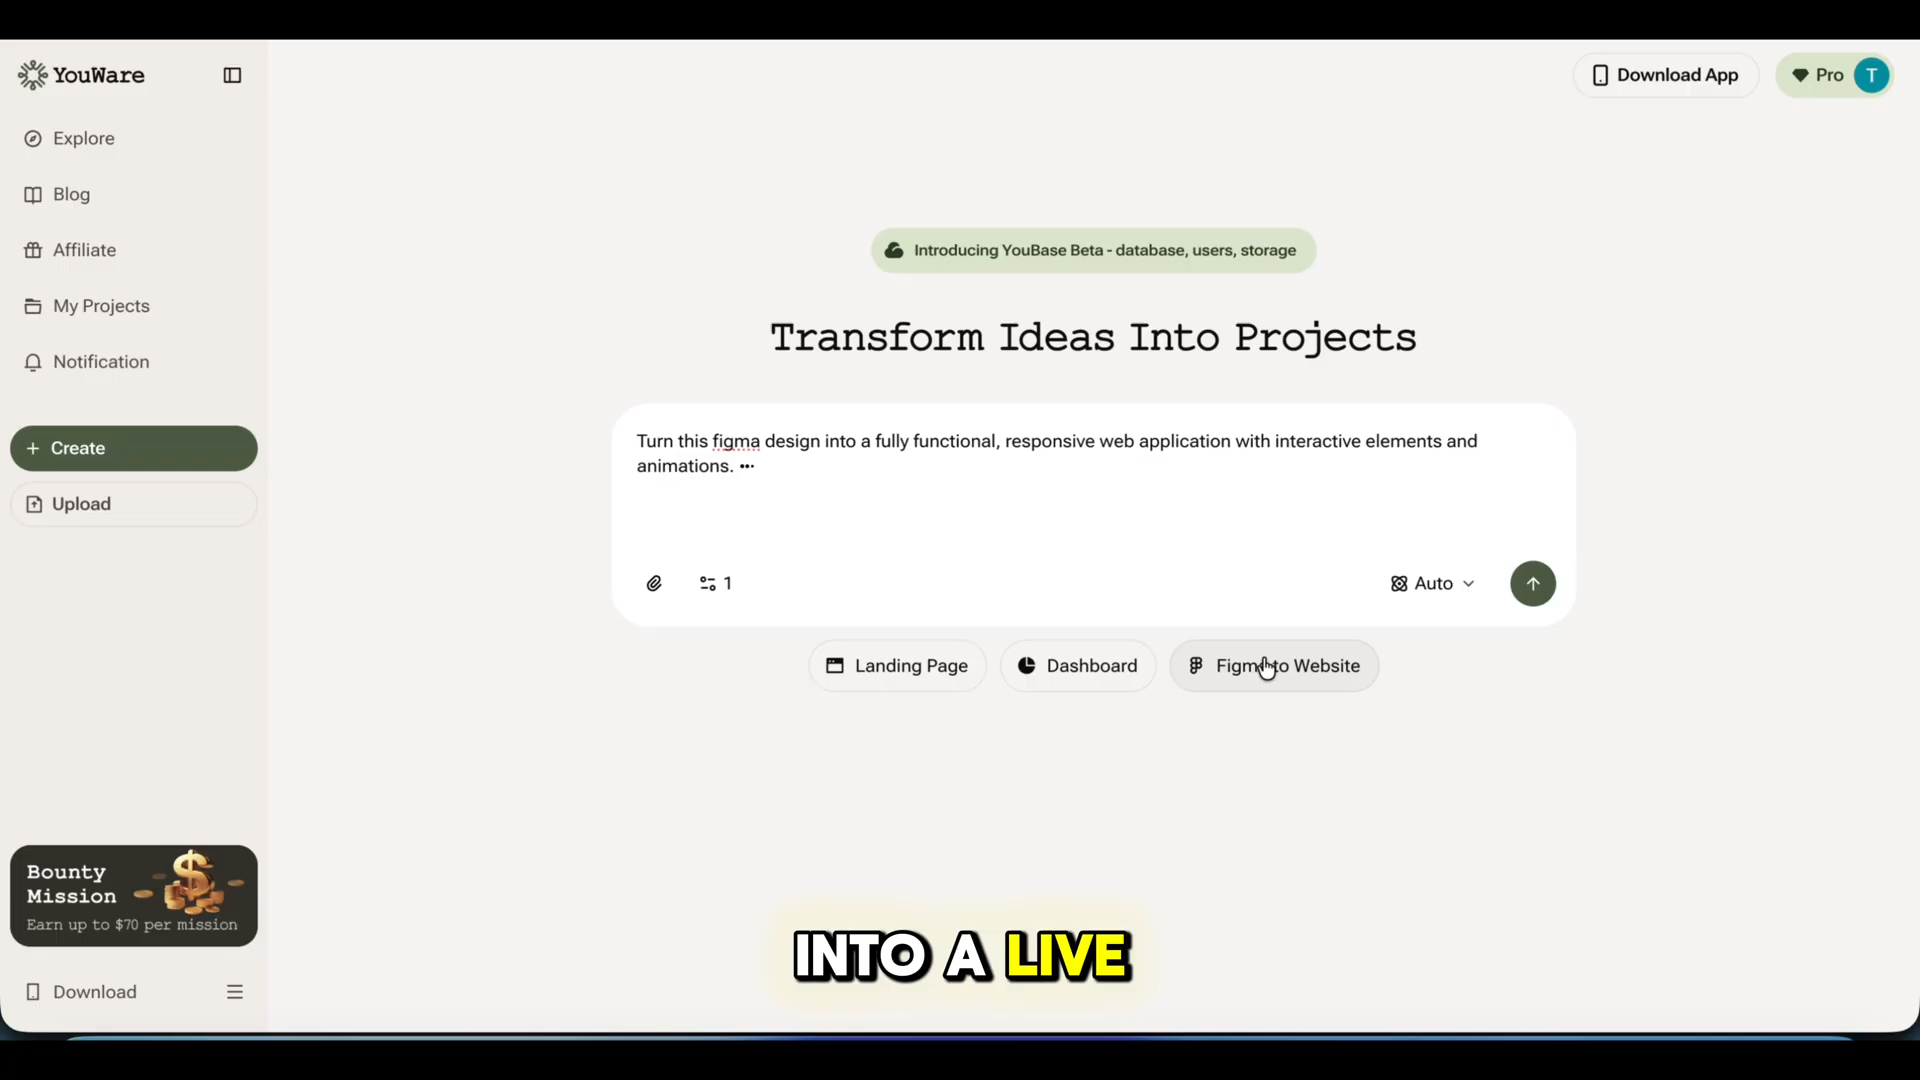 YouWare
Download App
Pro
T
Explore
Blog
Affiliate
My Projects
Notification
+ Create
Upload
Introducing YouBase Beta - database, users, storage
Transform Ideas Into Projects
Turn this figma design into a fully functional, responsive web application with interactive elements and
animations. •••
1
Auto
Landing Page
Dashboard
Figma to Website
Bounty
Mission
Earn up to $70 per mission
Download
INTO A LIVE